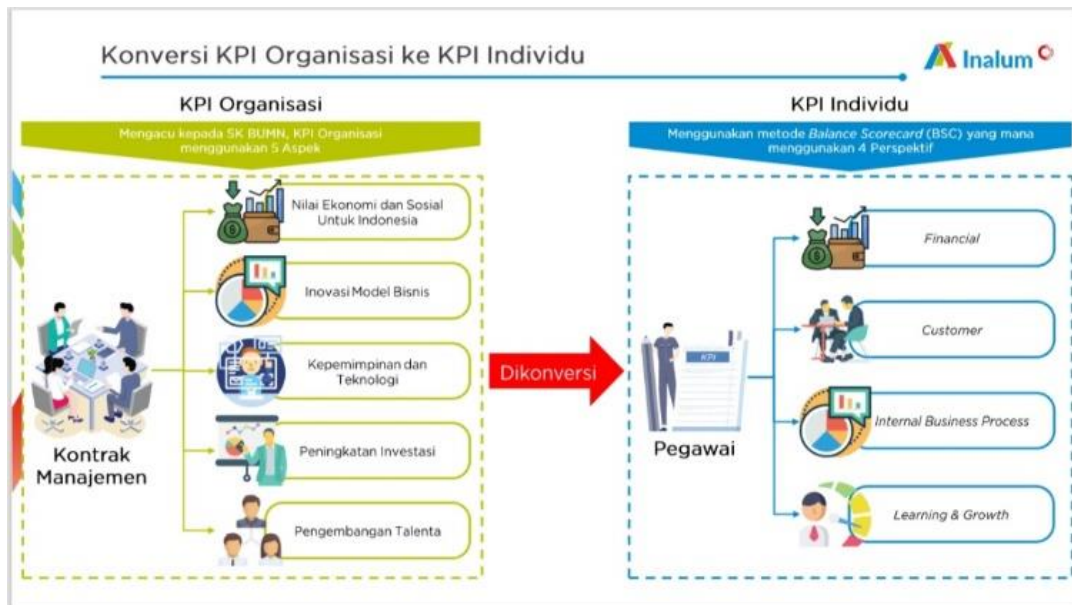 Konversi KPI Organisasi ke KPI Individu
Inalum
KPI Organisasi
Mengacu kepada SK BUMN, KPI Organisasi
menggunakan 5 Aspek
Kontrak
Manajemen
Nilai Ekonomi dan Sosial
Untuk Indonesia
Inovasi Model Bisnis
Kepemimpinan dan
Teknologi
Peningkatan Investasi
Pengembangan Talenta
Dikonversi
KPI Individu
Menggunakan metode Balance Scorecard (BSC) yang mana
menggunakan 4 Perspektif
KPI
Pegawai
Financial
Customer
Internal Business Process
Learning & Growth